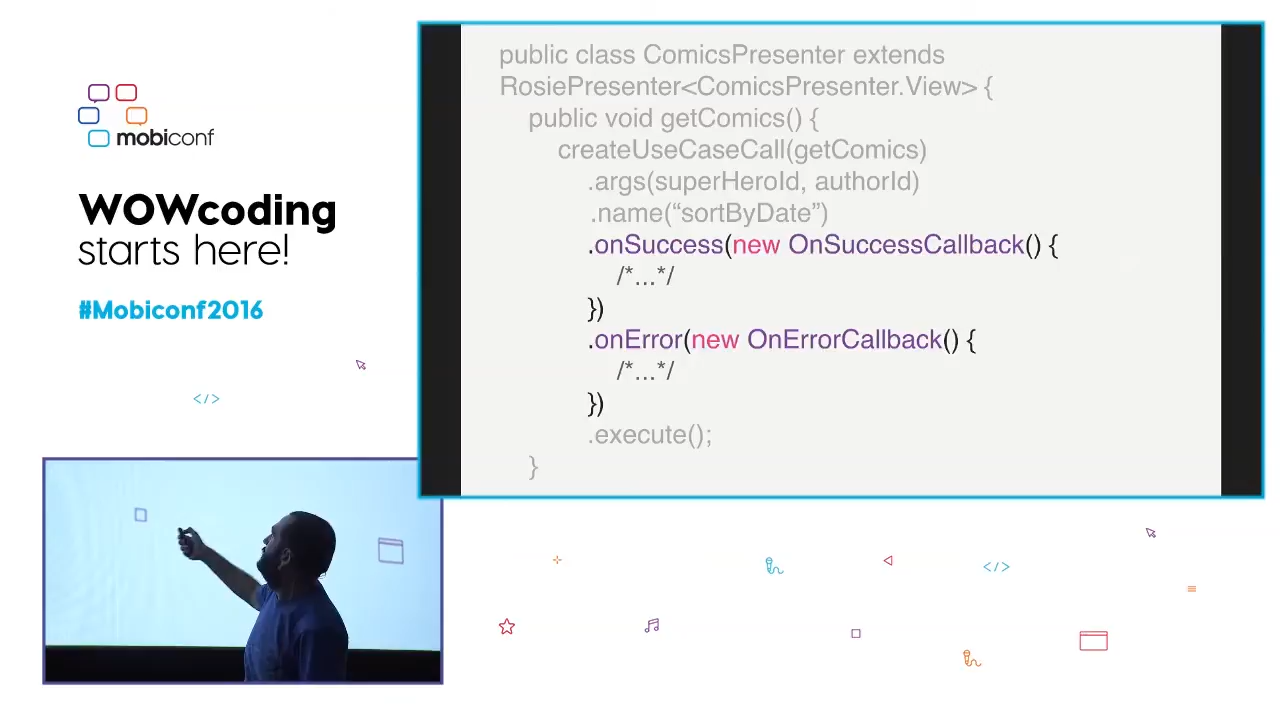 mobiconf
WOWcoding
starts here!
#Mobiconf2016
</>
public class ComicsPresenter extends
RosiePresenter<ComicsPresenter.View> {
public void getComics() {
createUseCaseCall(getComics)
.args(superHeroId, authorId)
.name(“sortByDate”)
.onSuccess(new OnSuccessCallback() {
/*...*/
})
.onError(new OnErrorCallback() {
/*...*/
})
.execute();
}
</>